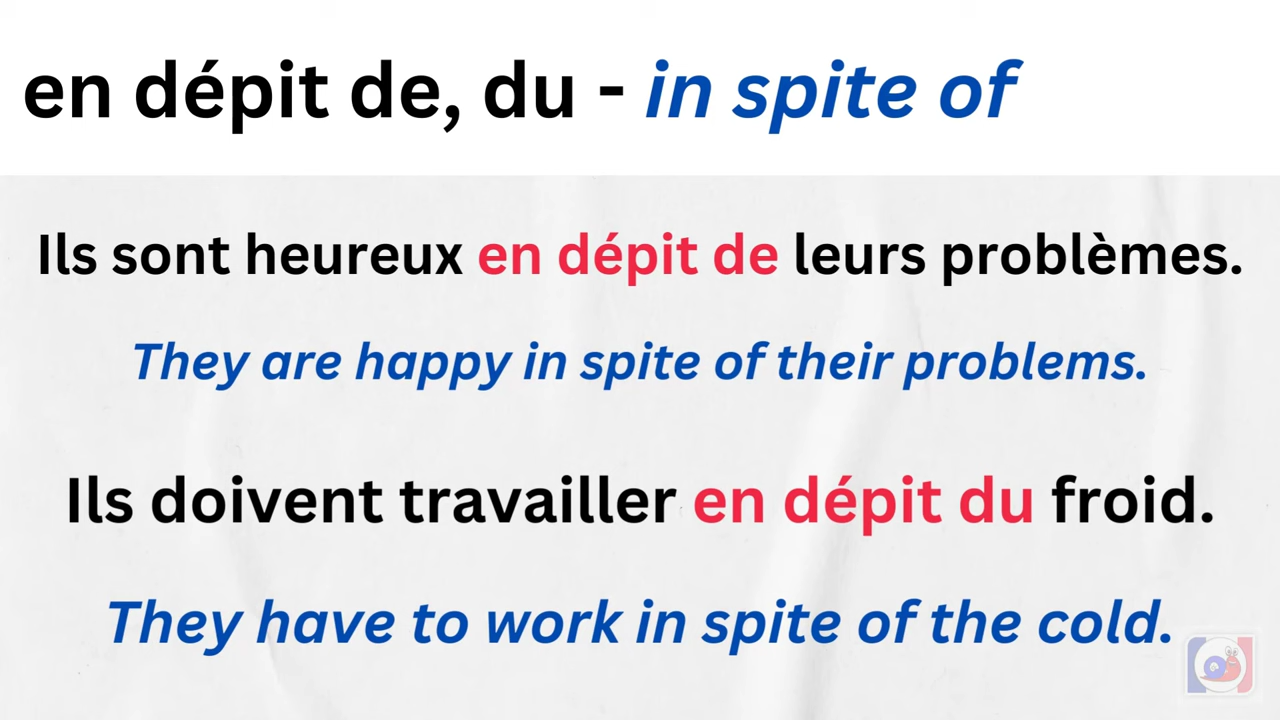 en dépit de, du - in spite of
Ils sont heureux en dépit de leurs problèmes.
They are happy in spite of their problems.
Ils doivent travailler en dépit du froid.
They have to work in spite of the cold.